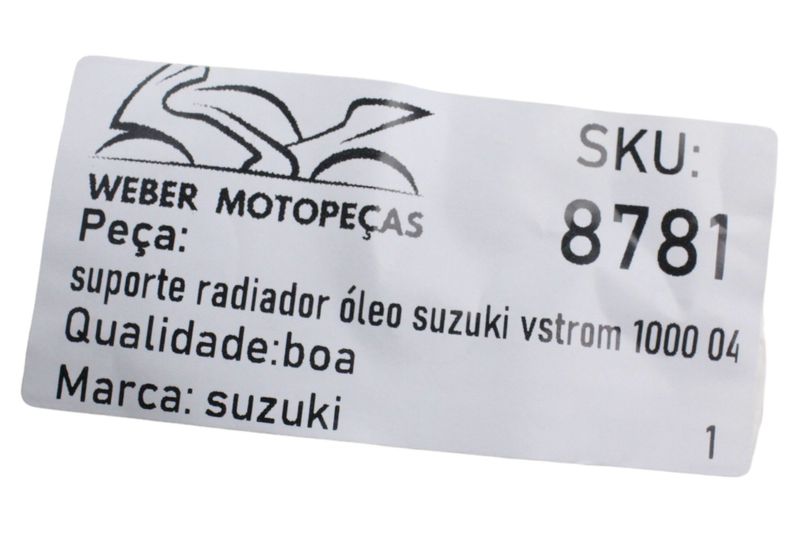 WEBER MOTOPEÇAS
SKU:
8781
Peça:
suporte radiador óleo suzuki vstrom 1000 04
Qualidade:boa
Marca: suzuki
1